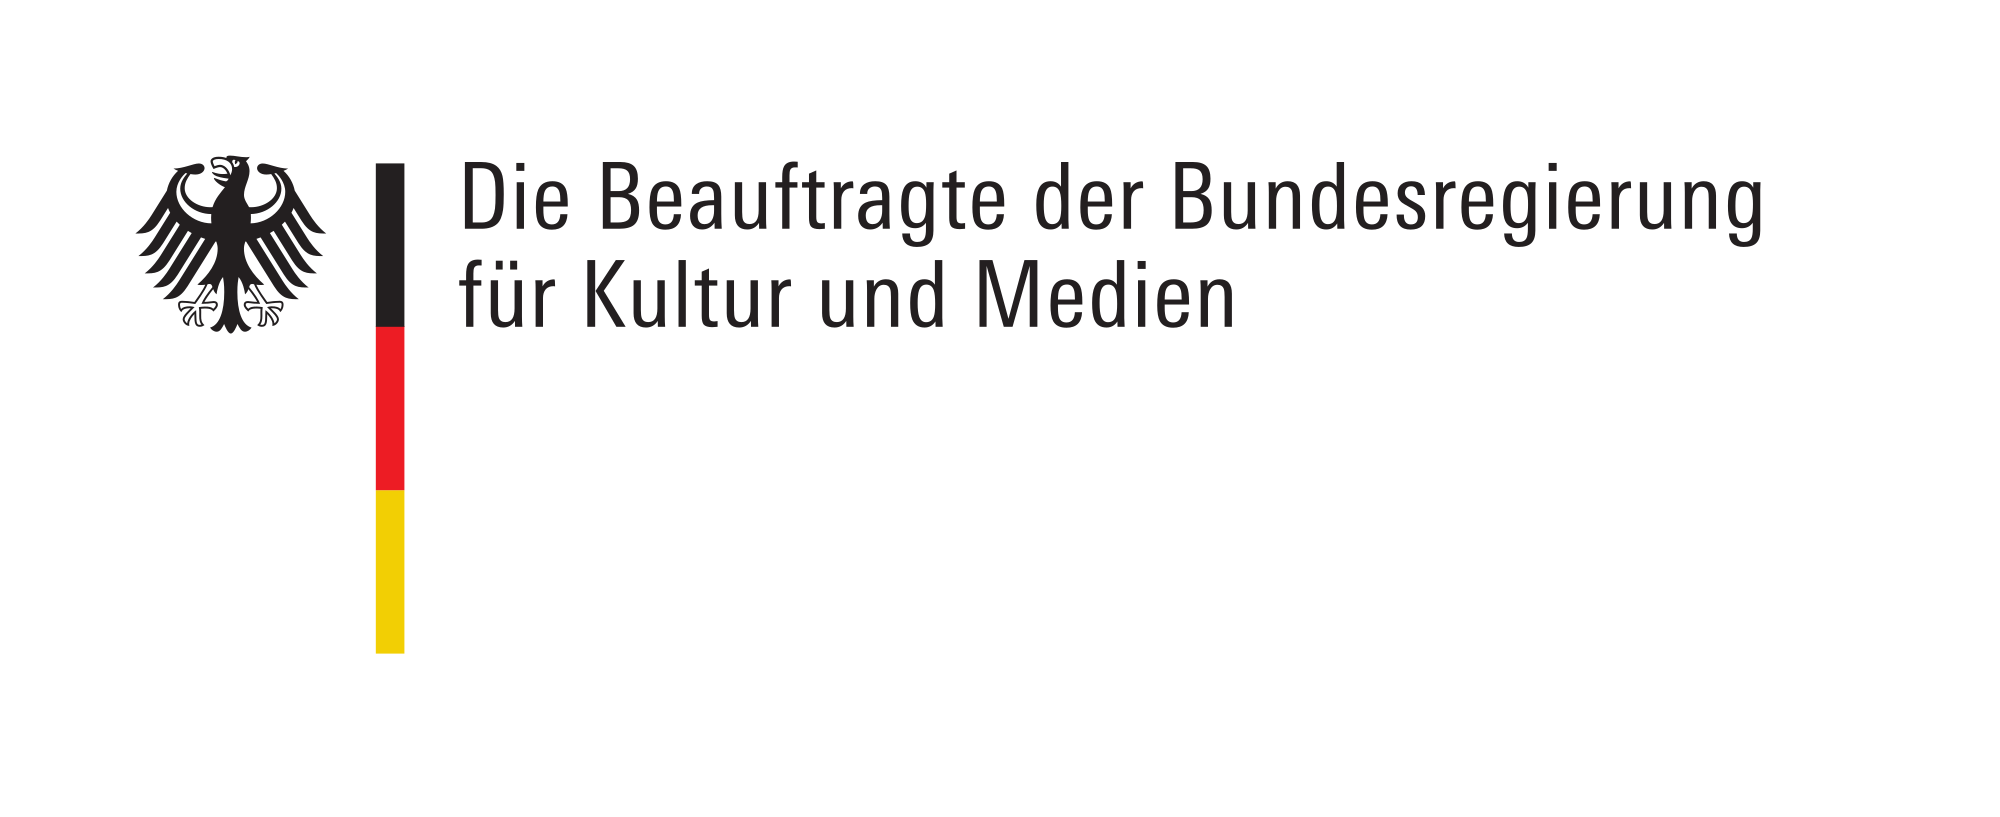 Die Beauftragte der Bundesregierung
für Kultur und Medien